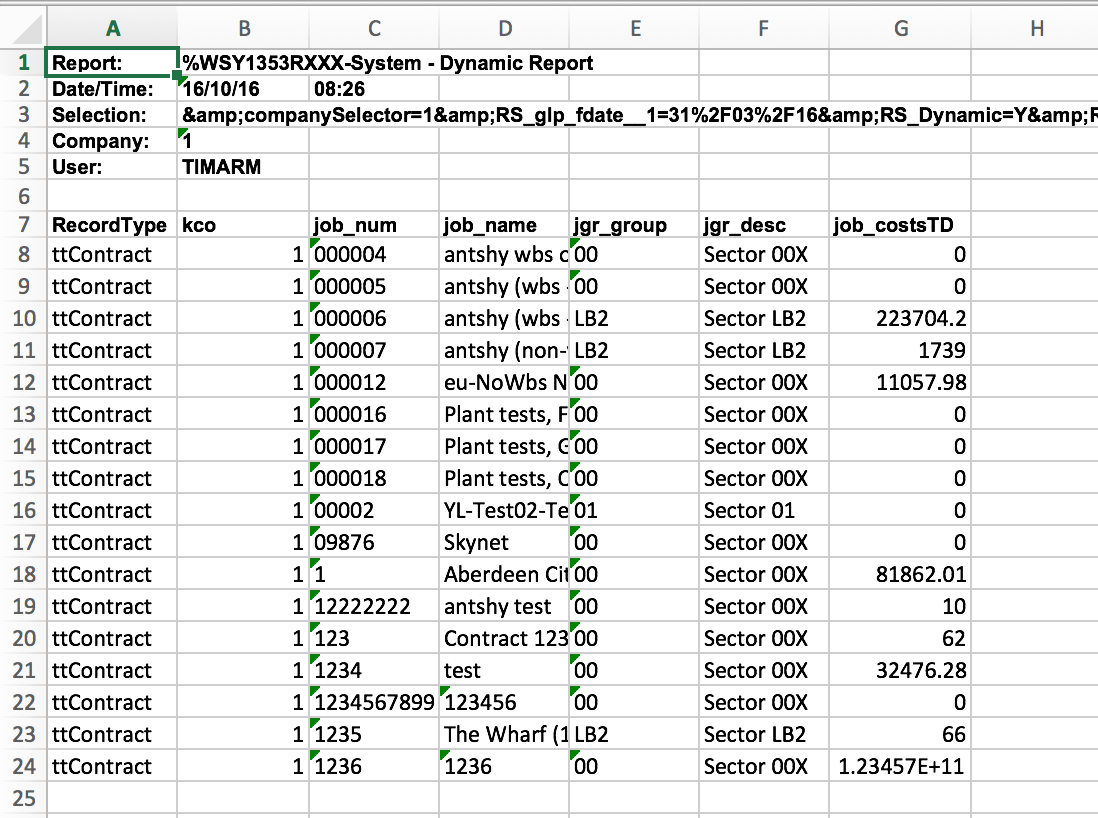 A B C D E F G H
1 Report: %WSY1353RXXX-System - Dynamic Report
2 Date/Time: 16/10/16 08:26
3 Selection: &amp;companySelector=1&amp;RS_glp_fdate__1=31%2F03%2F16&amp;RS_Dynamic=Y&amp;R
4 Company: 1
5 User: TIMARM
6
7 RecordType kco job_num job_name jgr_group jgr_desc job_costsTD
8 ttContract 1 000004 antshy wbs c 00 Sector 00X 0
9 ttContract 1 000005 antshy (wbs - 00 Sector 00X 0
10 ttContract 1 000006 antshy (wbs - LB2 Sector LB2 223704.2
11 ttContract 1 000007 antshy (non- LB2 Sector LB2 1739
12 ttContract 1 000012 eu-NoWbs N 00 Sector 00X 11057.98
13 ttContract 1 000016 Plant tests, F 00 Sector 00X 0
14 ttContract 1 000017 Plant tests, G 00 Sector 00X 0
15 ttContract 1 000018 Plant tests, C 00 Sector 00X 0
16 ttContract 1 00002 YL-Test02-Te 01 Sector 01 0
17 ttContract 1 09876 Skynet 00 Sector 00X 0
18 ttContract 1 1 Aberdeen Cit 00 Sector 00X 81862.01
19 ttContract 1 12222222 antshy test 00 Sector 00X 10
20 ttContract 1 123 Contract 123 00 Sector 00X 62
21 ttContract 1 1234 test 00 Sector 00X 32476.28
22 ttContract 1 1234567899 123456 00 Sector 00X 0
23 ttContract 1 1235 The Wharf (1 LB2 Sector LB2 66
24 ttContract 1 1236 1236 00 Sector 00X 1.23457E+11
25